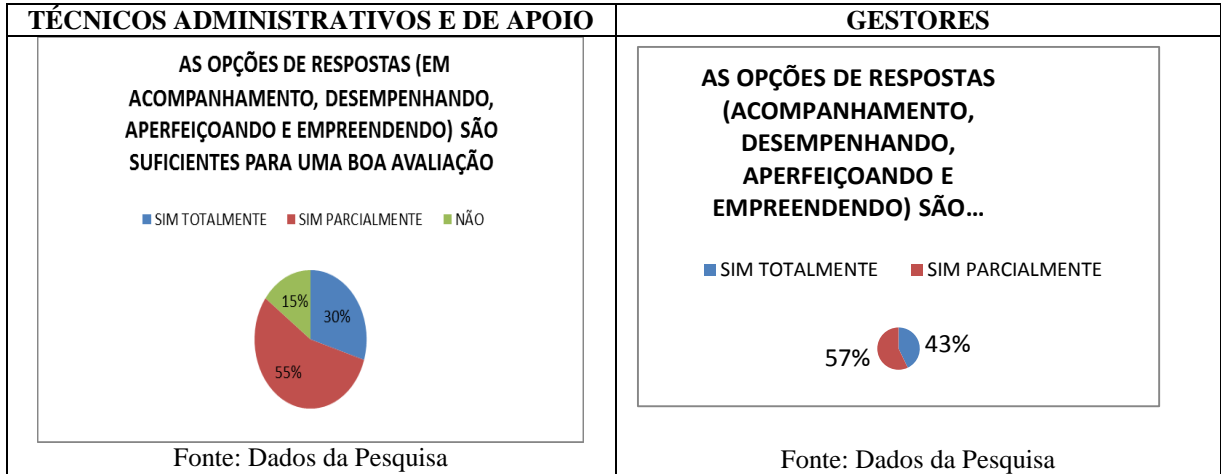 TÉCNICOS ADMINISTRATIVOS E DE APOIO
AS OPÇÕES DE RESPOSTAS (EM
ACOMPANHAMENTO, DESEMPENHANDO,
APERFEIÇOANDO E EMPREENDENDO) SÃO
SUFICIENTES PARA UMA BOA AVALIAÇÃO
SIM TOTALMENTE SIM PARCIALMENTE NÃO
15%
30%
55%
Fonte: Dados da Pesquisa
GESTORES
AS OPÇÕES DE RESPOSTAS
(ACOMPANHAMENTO,
DESEMPENHANDO,
APERFEIÇOANDO E
EMPREENDENDO) SÃO...
SIM TOTALMENTE SIM PARCIALMENTE
57% 43%
Fonte: Dados da Pesquisa